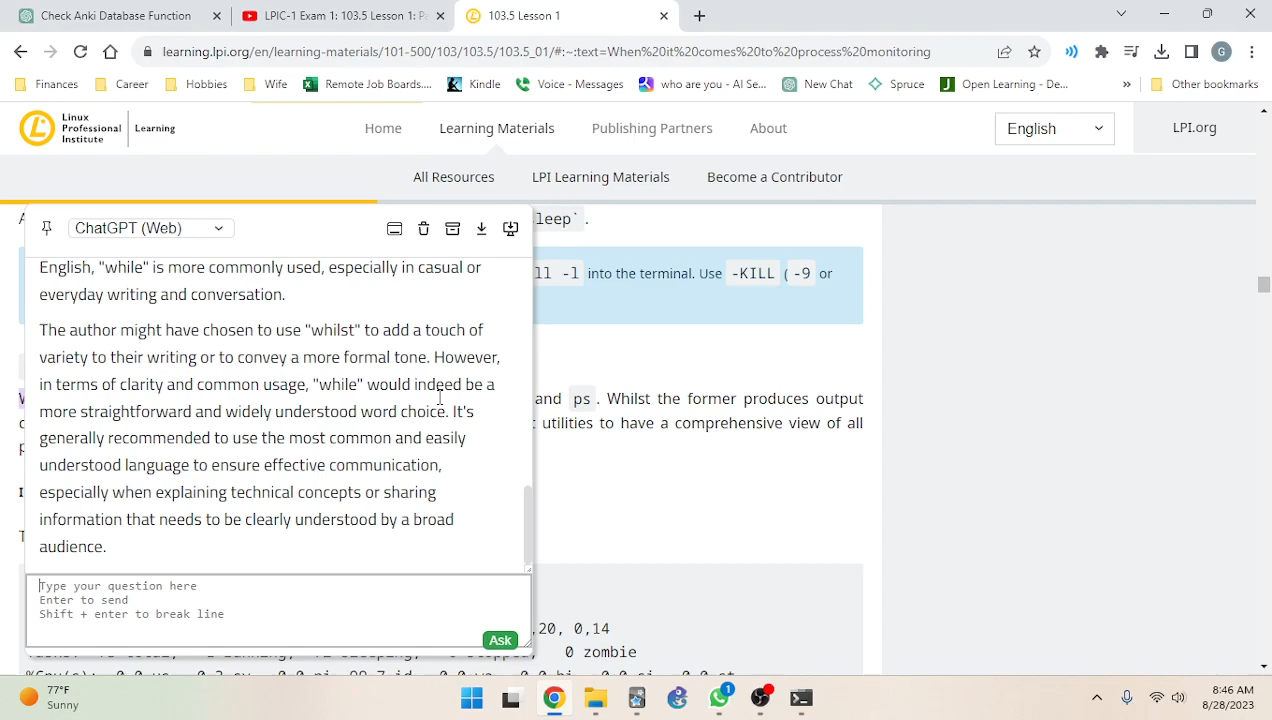 Check Anki Database Function
LPIC-1 Exam 1: 103.5 Lesson 1:
103.5 Lesson 1
learning.lpi.org/en/learning-materials/101-500/103/103.5/103.5_01/#:~:text=When%20it%20comes%20to%20process%20monitoring
Finances
Career
Hobbies
Wife
Remote Job Boards....
Kindle
Voice - Messages
who are you - AI Se...
New Chat
Spruce
Open Learning - De...
»
Other bookmarks
Linux
Professional
Institute
Learning
Home
Learning Materials
Publishing Partners
About
English
LPI.org
All Resources
LPI Learning Materials
Become a Contributor
leep` .
ChatGPT (Web)
ll -l into the terminal. Use -KILL ( -9 or
English, "while" is more commonly used, especially in casual or
everyday writing and conversation.
The author might have chosen to use "whilst" to add a touch of
variety to their writing or to convey a more formal tone. However,
in terms of clarity and common usage, "while" would indeed be a
more straightforward and widely understood word choice. It's
generally recommended to use the most common and easily
understood language to ensure effective communication,
especially when explaining technical concepts or sharing
information that needs to be clearly understood by a broad
audience.
and ps . Whilst the former produces output
utilities to have a comprehensive view of all
Type your question here
Enter to send
Shift + enter to break line
Ask
,20, 0,14
0 zombie
77°F
Sunny
1
8:46 AM
8/28/2023